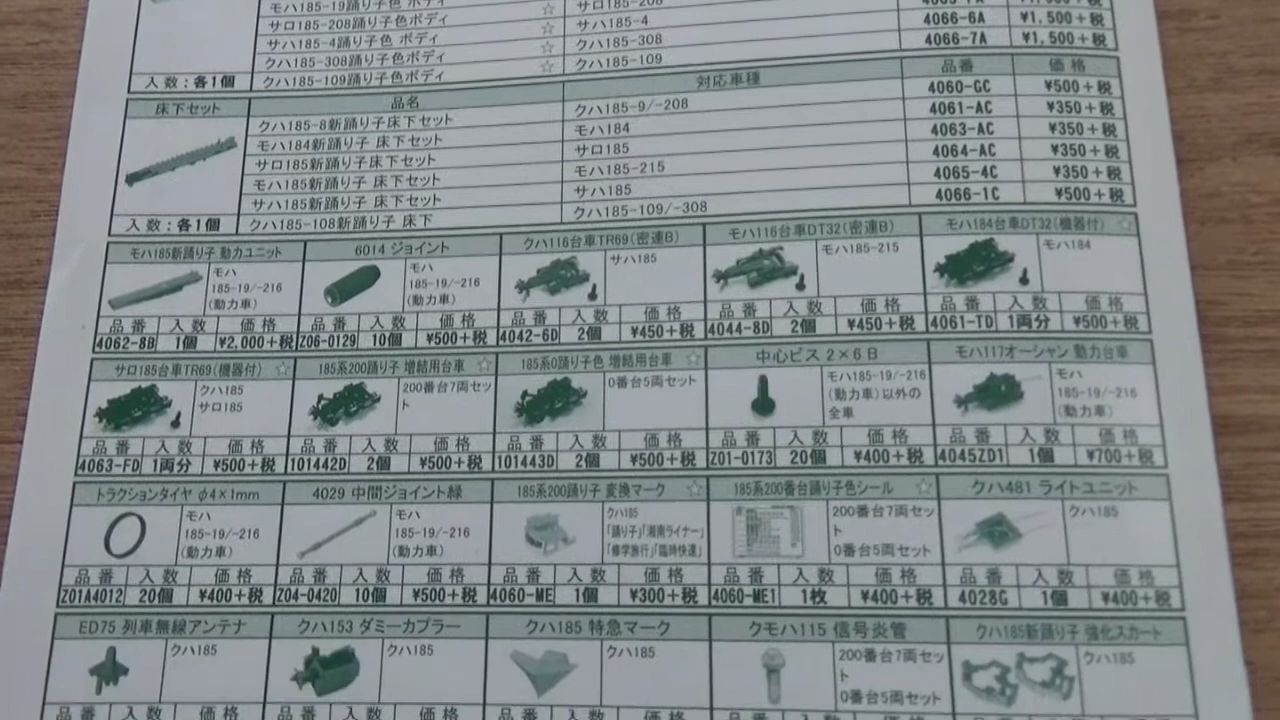 モハ185-19踊り子色ボディ ☆ サロ185-208
サロ185-208踊り子色ボディ ☆ サハ185-4 4066-6A ¥1,500+税
サハ185-4踊り子色 ボディ ☆ クハ185-308 4066-7A ¥1,500+税
クハ185-308踊り子色ボディ ☆ クハ185-109
入数:各1個 クハ185-109踊り子色ボディ ☆
床下セット 品名 対応車種 品番 価格
クハ185-8新踊り子床下セット クハ185-9/-208 4060-GC ¥500+税
モハ184新踊り子 床下セット モハ184 4061-AC ¥350+税
サロ185新踊り子床下セット サロ185 4063-AC ¥350+税
モハ185新踊り子 床下セット モハ185-215 4064-AC ¥350+税
サハ185新踊り子 床下セット サハ185 4065-4C ¥350+税
入数:各1個 クハ185-108新踊り子 床下 クハ185-109/-308 4066-1C ¥500+税
モハ185新踊り子 動力ユニット 6014 ジョイント クハ116台車TR69(密連B) モハ116台車DT32(密連B) モハ184台車DT32(機器付) ☆
モハ モハ サハ185 モハ185-215 モハ184
185-19/-216 185-19/-216
(動力車) (動力車)
品番 入数 価格 品番 入数 価格 品番 入数 価格 品番 入数 価格 品番 入数 価格
4062-8B 1個 ¥2,000+税 Z06-0129 10個 ¥500+税 4042-6D 2個 ¥450+税 4044-8D 2個 ¥450+税 4061-TD 1両分 ¥500+税
サロ185台車TR69(機器付) ☆ 185系200踊り子 増結用台車 ☆ 185系0踊り子色 増結用台車 ☆ 中心ビス 2×6 B モハ117オーシャン 動力台車
クハ185 200番台7両セッ 0番台5両セット モハ185-19/-216 モハ
サロ185 ト (動力車)以外の 185-19/-216
全車 (動力車)
品番 入数 価格 品番 入数 価格 品番 入数 価格 品番 入数 価格 品番 入数 価格
4063-FD 1両分 ¥500+税 101442D 2個 ¥500+税 101443D 2個 ¥500+税 Z01-0173 20個 ¥400+税 4045ZD1 1個 ¥700+税
トラクションタイヤ φ4×1mm 4029 中間ジョイント緑 185系200踊り子 変換マーク ☆ 185系200番台踊り子色シール ☆ クハ481 ライトユニット
モハ モハ クハ185 200番台7両セッ クハ185
185-19/-216 185-19/-216 「踊り子」「湘南ライナー」 ト
(動力車) (動力車) 「修学旅行」「臨時快速」 0番台5両セット
品番 入数 価格 品番 入数 価格 品番 入数 価格 品番 入数 価格 品番 入数 価格
Z01A4012 20個 ¥400+税 Z04-0420 10個 ¥500+税 4060-ME 1個 ¥300+税 4060-ME1 1枚 ¥400+税 4028G 1個 ¥400+税
ED75 列車無線アンテナ クハ153 ダミーカプラー クハ185 特急マーク クモハ115 信号炎管 クハ185新踊り子 強化スカート
クハ185 クハ185 クハ185 200番台7両セッ クハ185
ト
0番台5両セット
品番 入数 価格 品番 入数 価格 品番 入数 価格 品番 入数 価格 品番 入数 価格